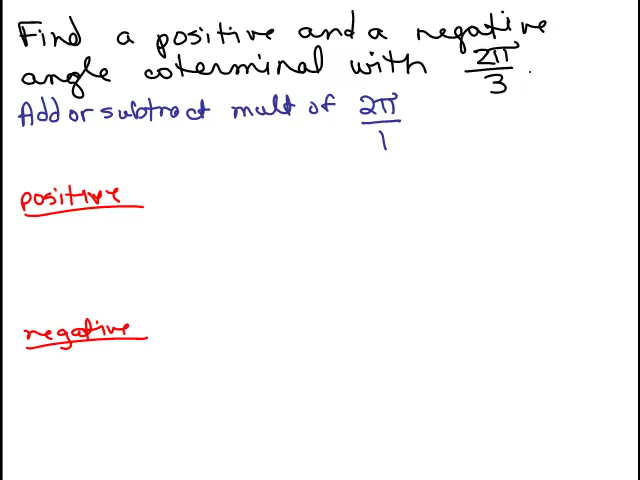 Find a positive and a negative
angle coterminal with 2π/3.
Add or subtract mult of 2π/1
positive
negative